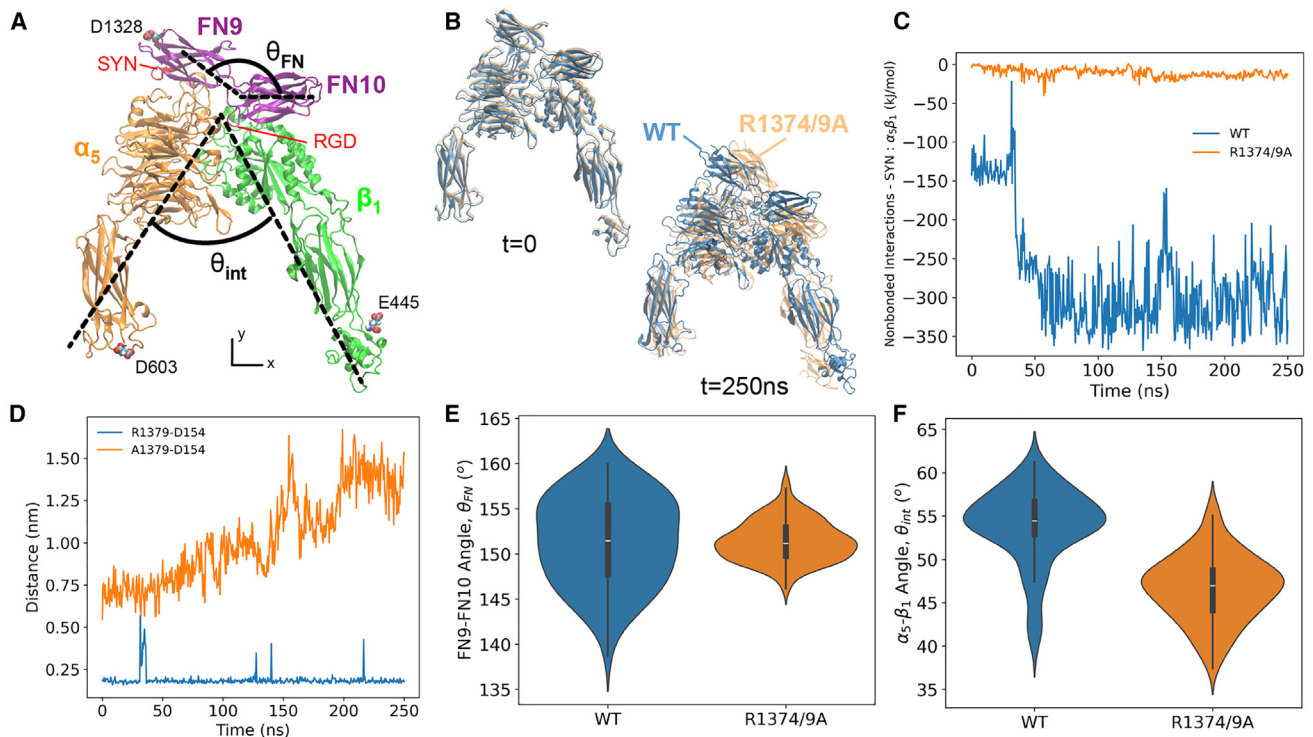 A
D1328
FN9
θFN
SYN
FN10
α5
RGD
β1
θint
E445
D603
y
x
B
WT
R1374/9A
t=0
t=250ns
C
Nonbonded Interactions - SYN : α5β1 (kJ/mol)
0
−50
−100
−150
−200
−250
−300
−350
WT
R1374/9A
0 50 100 150 200 250
Time (ns)
D
Distance (nm)
R1379-D154
A1379-D154
1.50
1.25
1.00
0.75
0.50
0.25
0 50 100 150 200 250
Time (ns)
E
FN9-FN10 Angle, θFN (°)
165
160
155
150
145
140
135
WT R1374/9A
F
α5-β1 Angle, θint (°)
65
60
55
50
45
40
35
WT R1374/9A